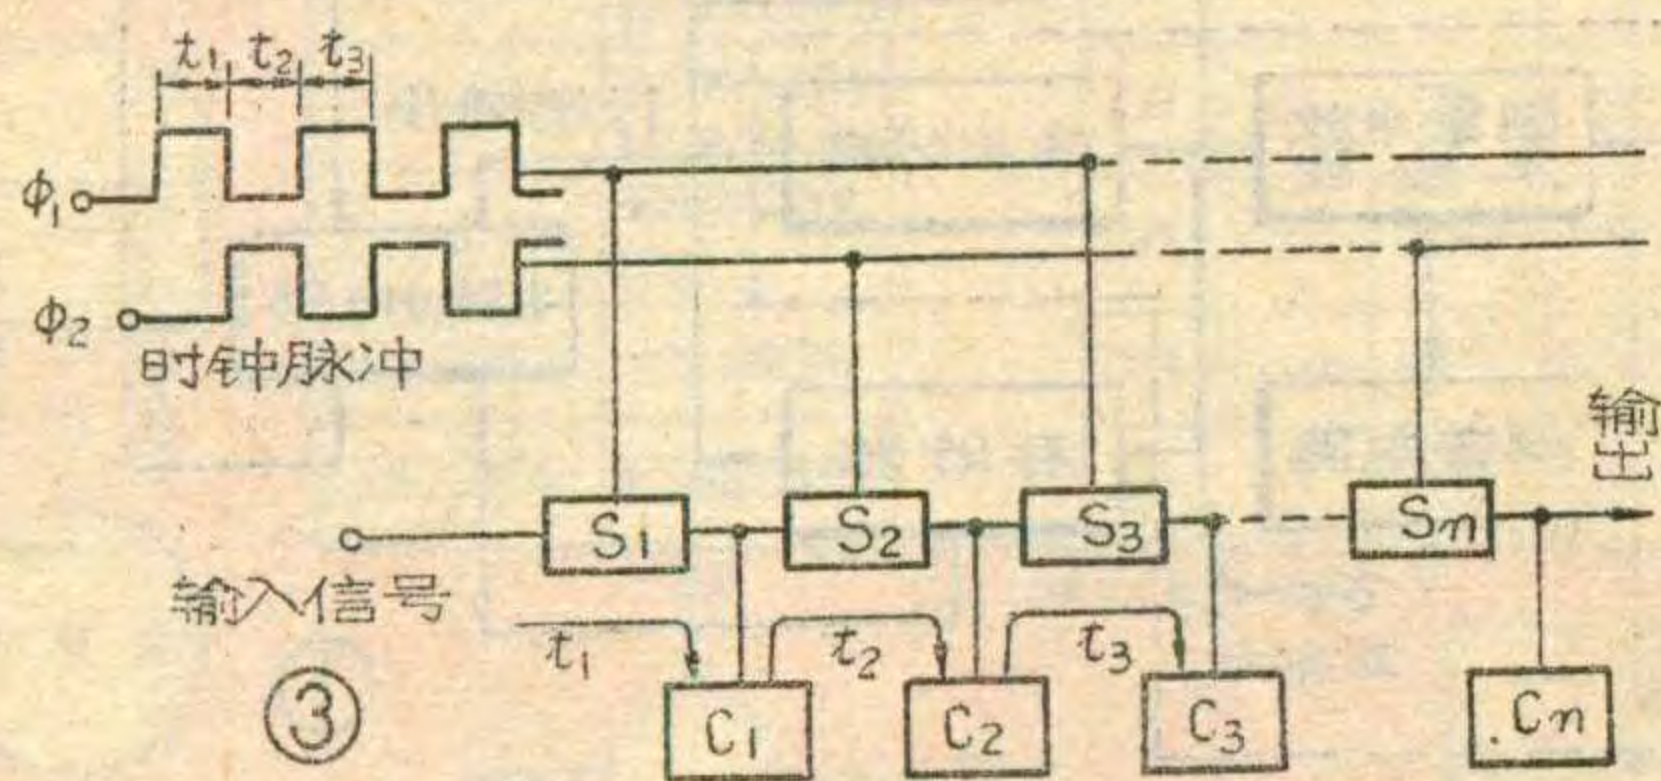 t₁ t₂ t₃
φ₁
φ₂
时钟脉冲
输出
S₁ S₂ S₃ Sn
输入信号
t₁ t₂ t₃
③
C₁ C₂ C₃ Cn